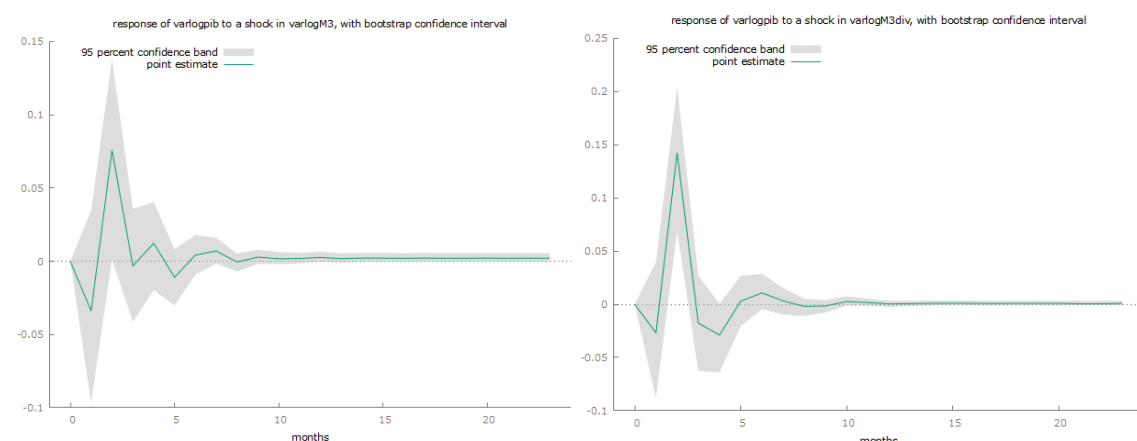 response of varlogpib to a shock in varlogM3, with bootstrap confidence interval
0.15
95 percent confidence band
point estimate
0.1
0.05
0
-0.05
-0.1
0 5 10 15 20
months
response of varlogpib to a shock in varlogM3div, with bootstrap confidence interval
0.25
95 percent confidence band
point estimate
0.2
0.15
0.1
0.05
0
-0.05
-0.1
0 5 10 15 20
months